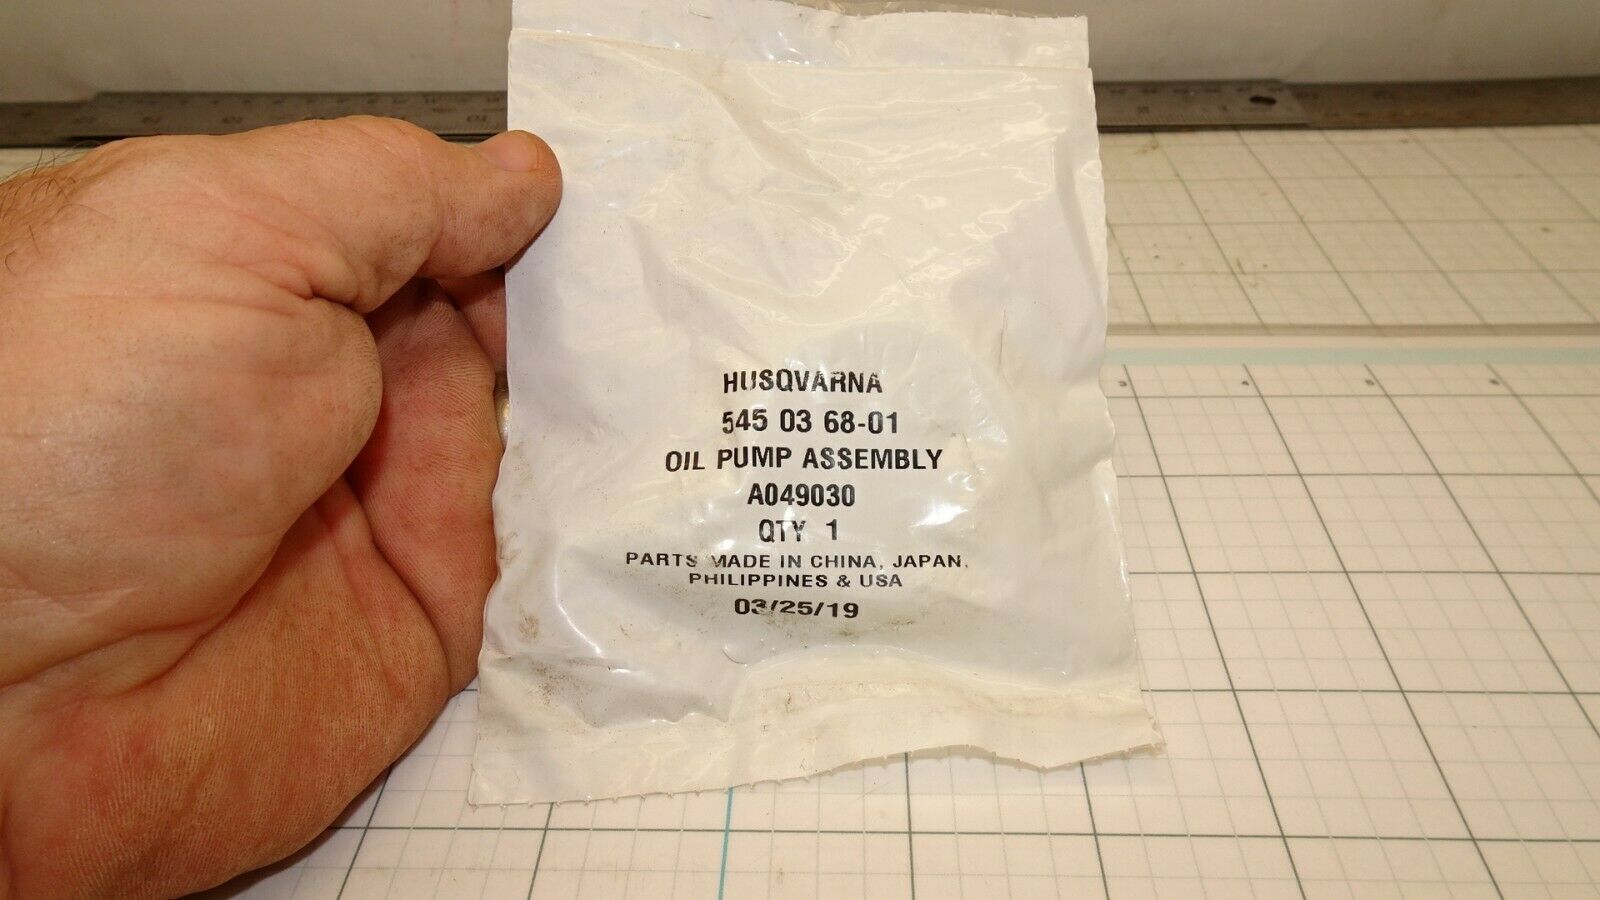 HUSQVARNA
545 03 68-01
OIL PUMP ASSEMBLY
A049030
QTY 1
PARTS MADE IN CHINA, JAPAN,
PHILIPPINES & USA
03/25/19